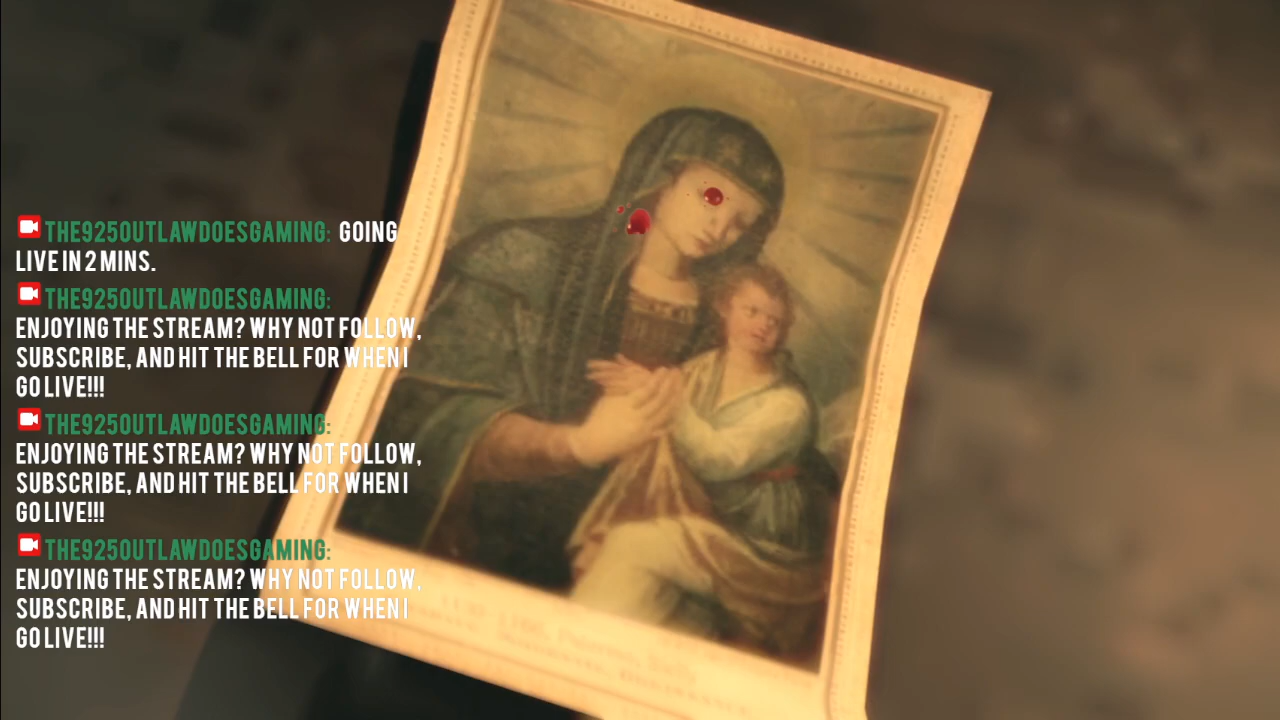 THE925OUTLAWDOESGAMING: GOING
LIVE IN 2 MINS.
THE925OUTLAWDOESGAMING:
ENJOYING THE STREAM? WHY NOT FOLLOW,
SUBSCRIBE, AND HIT THE BELL FOR WHEN I
GO LIVE!!!
THE925OUTLAWDOESGAMING:
ENJOYING THE STREAM? WHY NOT FOLLOW,
SUBSCRIBE, AND HIT THE BELL FOR WHEN I
GO LIVE!!!
THE925OUTLAWDOESGAMING:
ENJOYING THE STREAM? WHY NOT FOLLOW,
SUBSCRIBE, AND HIT THE BELL FOR WHEN I
GO LIVE!!!